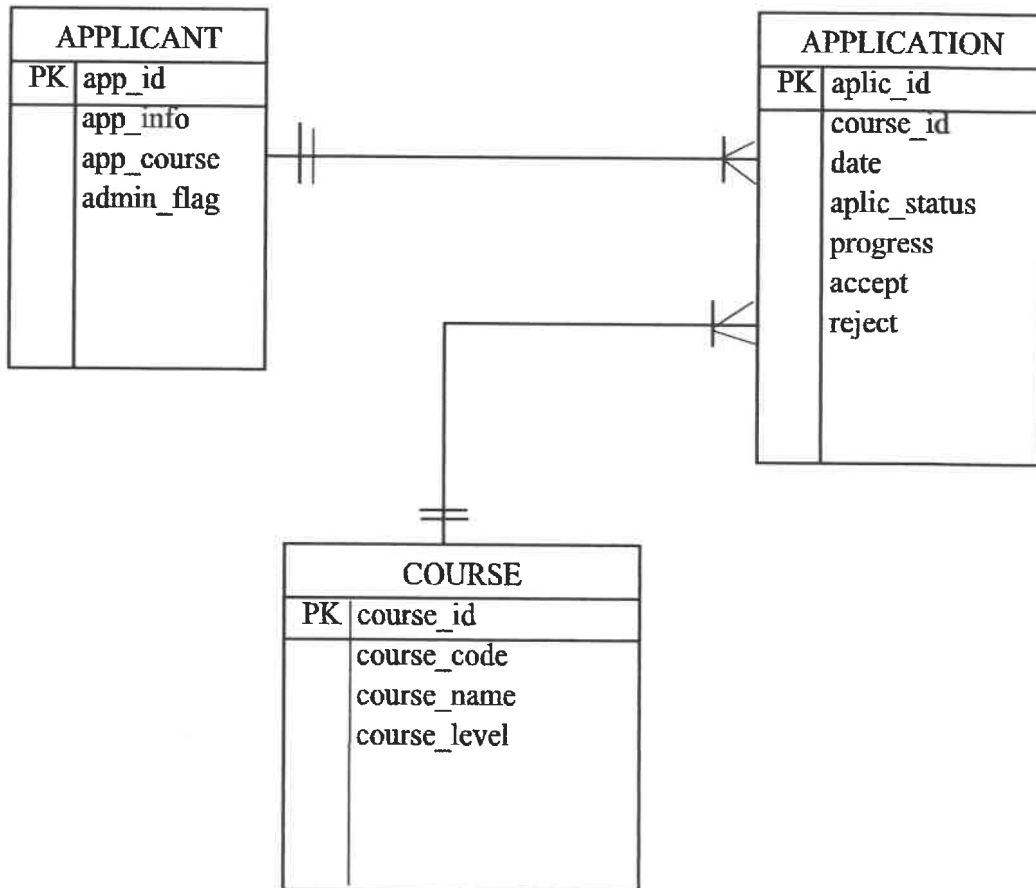 APPLICANT
PK app_id
app_info
app_course
admin_flag
APPLICATION
PK aplic_id
course_id
date
aplic_status
progress
accept
reject
COURSE
PK course_id
course_code
course_name
course_level